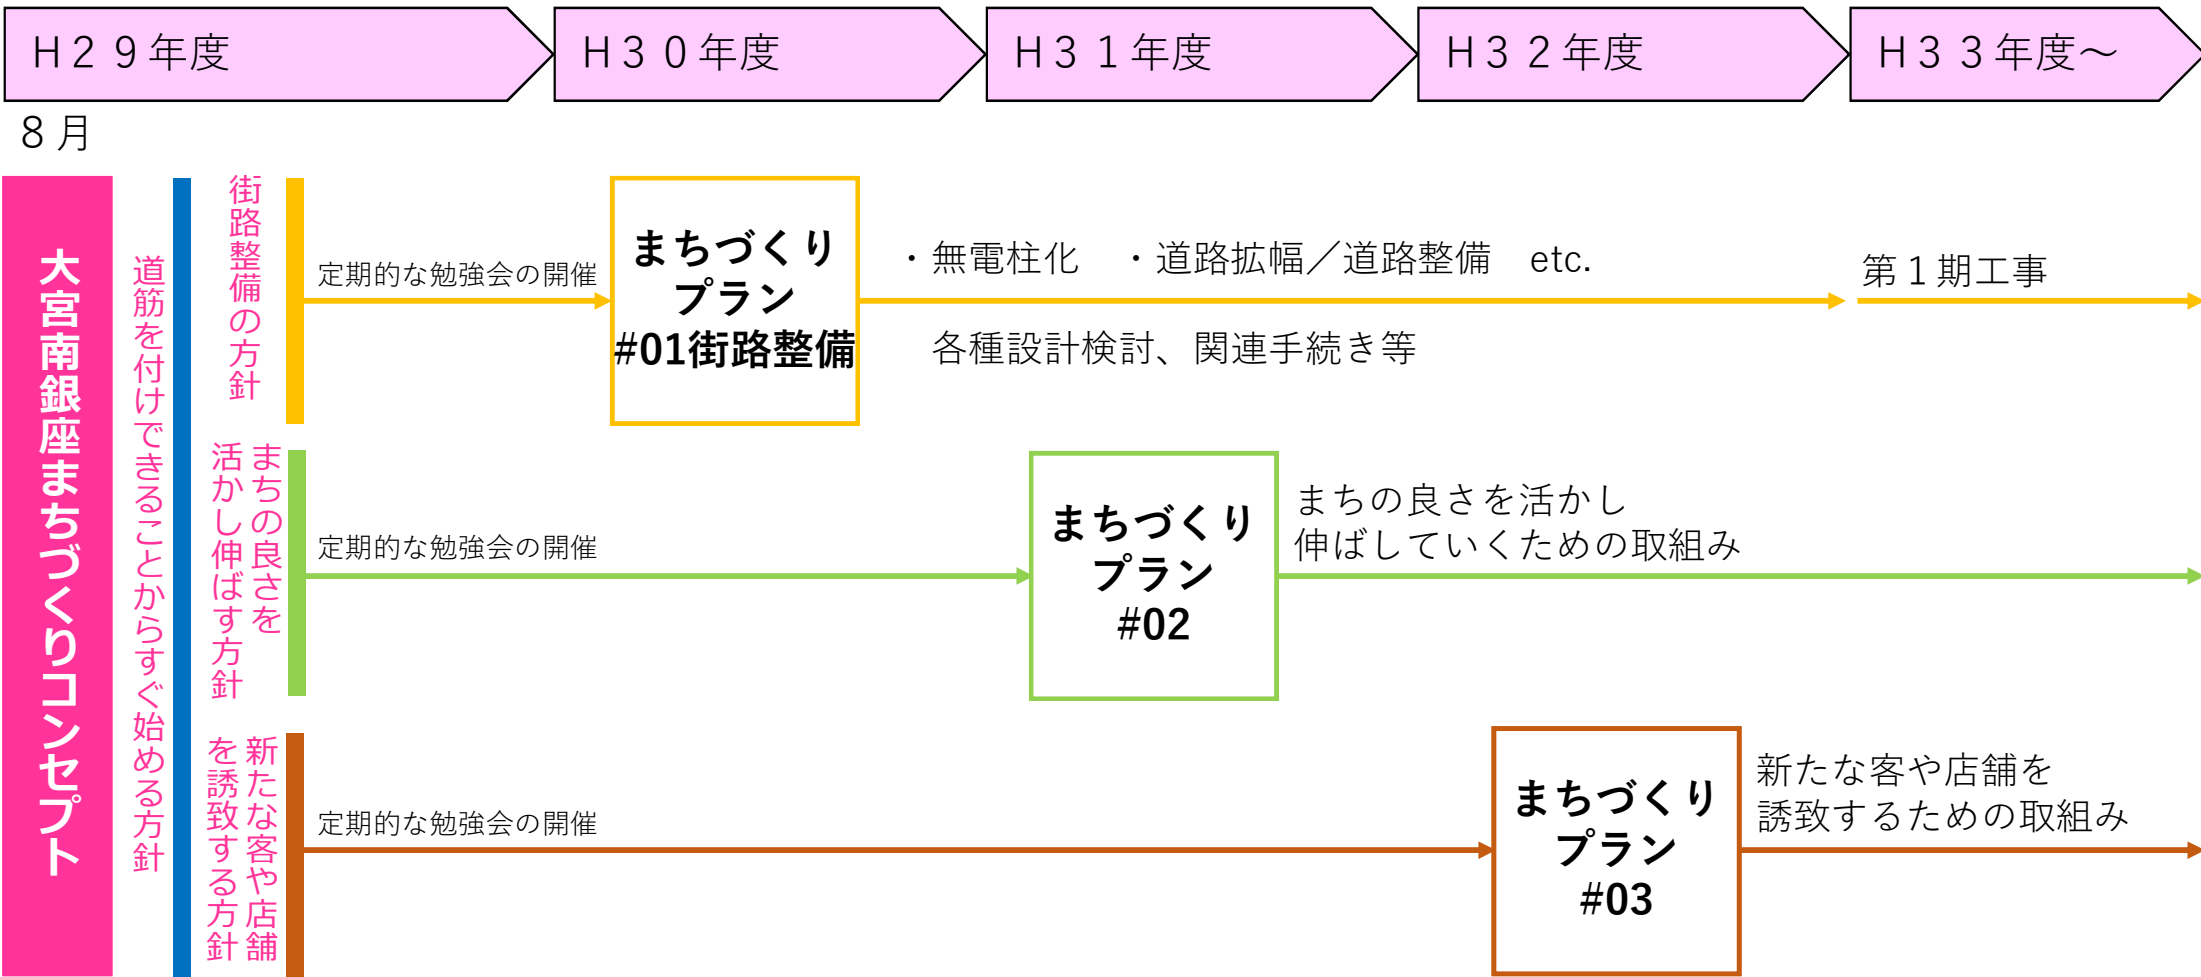 Ｈ２９年度
Ｈ３０年度
Ｈ３１年度
Ｈ３２年度
Ｈ３３年度～
８月
大宮南銀座まちづくりコンセプト
道筋を付けできることからすぐ始める方針
街路整備の方針
定期的な勉強会の開催
まちづくり
プラン
#01街路整備
・無電柱化　・道路拡幅／道路整備　etc.
各種設計検討、関連手続き等
第１期工事
まちの良さを
活かし伸ばす方針
定期的な勉強会の開催
まちづくり
プラン
#02
まちの良さを活かし
伸ばしていくための取組み
新たな客や店舗
を誘致する方針
定期的な勉強会の開催
まちづくり
プラン
#03
新たな客や店舗を
誘致するための取組み